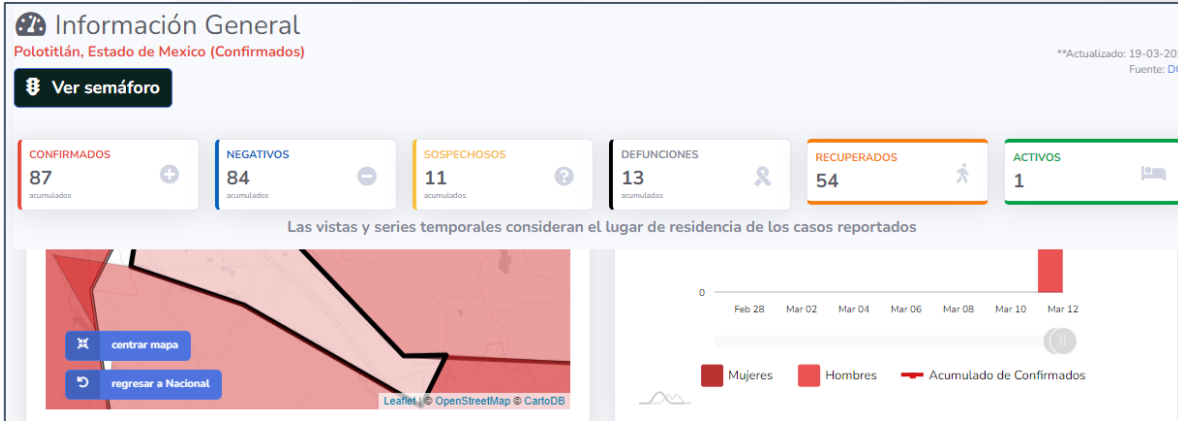 Información General
Polotitlán, Estado de Mexico (Confirmados)
**Actualizado: 19-03-20
Fuente:
Ver semáforo
CONFIRMADOS
87
acumulados
NEGATIVOS
84
acumulados
SOSPECHOSOS
11
acumulados
DEFUNCIONES
13
acumuladas
RECUPERADOS
54
ACTIVOS
1
Las vistas y series temporales consideran el lugar de residencia de los casos reportados
centrar mapa
regresar a Nacional
Leaflet | © OpenStreetMap © CartoDB
0
Feb 28 Mar 02 Mar 04 Mar 06 Mar 08 Mar 10 Mar 12
Mujeres Hombres Acumulado de Confirmados